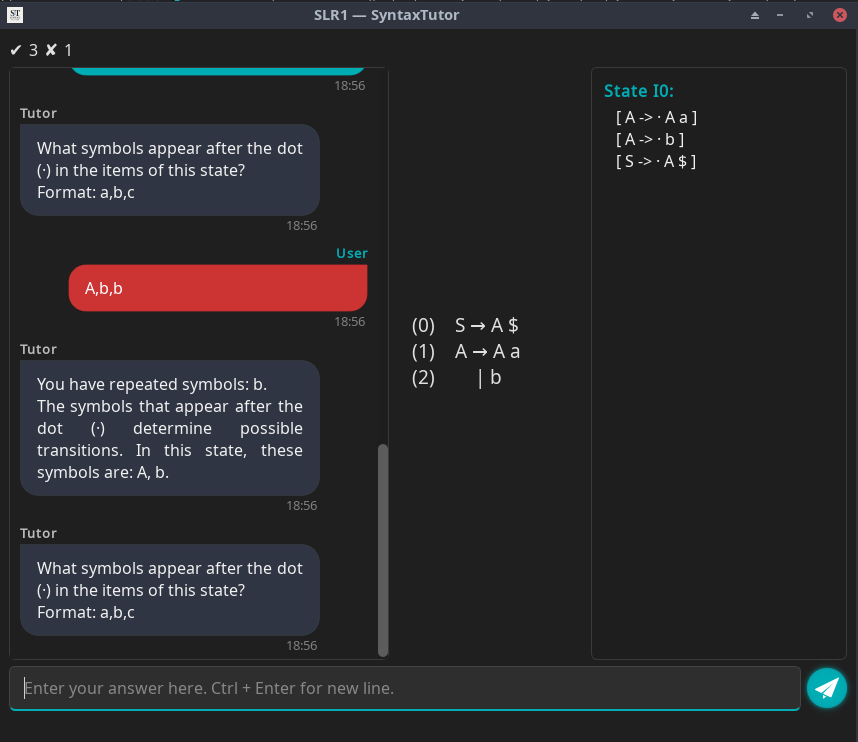 ST
SLR1 — SyntaxTutor
✔ 3 ✘ 1
18:56
Tutor
What symbols appear after the dot
(·) in the items of this state?
Format: a,b,c
18:56
User
A,b,b
18:56
Tutor
You have repeated symbols: b.
The symbols that appear after the
dot (·) determine possible
transitions. In this state, these
symbols are: A, b.
18:56
Tutor
What symbols appear after the dot
(·) in the items of this state?
Format: a,b,c
18:56
(0) S → A $
(1) A → A a
(2) | b
State I0:
[ A -> · A a ]
[ A -> · b ]
[ S -> · A $ ]
Enter your answer here. Ctrl + Enter for new line.